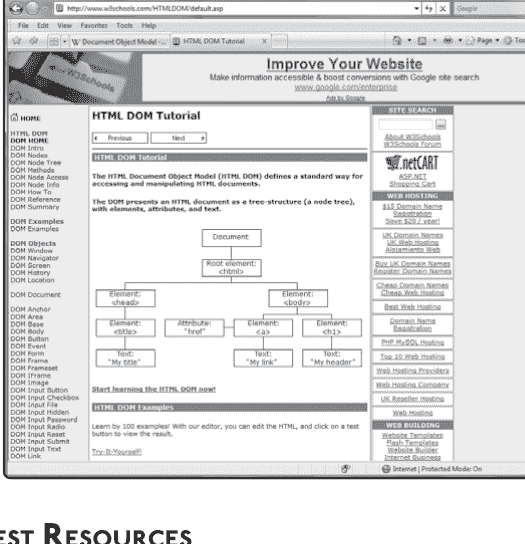 http://www.w3schools.com/HTMLDOM/default.asp
Google
File Edit View Favorites Tools Help
W Document Object Model -...
HTML DOM Tutorial
Page
Too
W3Schools
Improve Your Website
Make information accessible & boost conversions with Google site search
www.google.com/enterprise
Ads by Google
HOME
HTML DOM
DOM HOME
DOM Intro
DOM Nodes
DOM Node Tree
DOM Methods
DOM Node Access
DOM Node Info
DOM How To
DOM Reference
DOM Summary
DOM Examples
DOM Examples
DOM Objects
DOM Window
DOM Navigator
DOM Screen
DOM History
DOM Location
DOM Document
DOM Anchor
DOM Area
DOM Base
DOM Body
DOM Button
DOM Event
DOM Form
DOM Frame
DOM Frameset
DOM IFrame
DOM Image
DOM Input Button
DOM Input Checkbox
DOM Input File
DOM Input Hidden
DOM Input Password
DOM Input Radio
DOM Input Reset
DOM Input Submit
DOM Input Text
DOM Link
HTML DOM Tutorial
Previous
Next
HTML DOM Tutorial
The HTML Document Object Model (HTML DOM) defines a standard way for
accessing and manipulating HTML documents.
The DOM presents an HTML document as a tree-structure (a node tree),
with elements, attributes, and text.
Document
Root element:
<html>
Element:
<head>
Element:
<body>
Element:
<title>
Attribute:
"href"
Element:
<a>
Element:
<h1>
Text:
"My title"
Text:
"My link"
Text:
"My header"
Start learning the HTML DOM now!
HTML DOM Examples
Learn by 100 examples! With our editor, you can edit the HTML, and click on a test
button to view the result.
Try-It-Yourself!
SITE SEARCH
About W3Schools
W3Schools Forum
.netCART
ASP.NET
Shopping Cart
WEB HOSTING
$15 Domain Name
Registration
Save $20 / year!
UK Domain Names
UK Web Hosting
Alojamiento Web
Buy UK Domain Names
Register Domain Names
Cheap Domain Names
Cheap Web Hosting
Best Web Hosting
Domain Name
Registration
PHP MySQL Hosting
Top 10 Web Hosting
Web Hosting Providers
Web Hosting Company
UK Reseller Hosting
Web Hosting
WEB BUILDING
Website Templates
Flash Templates
Website Builder
Internet Business
Internet | Protected Mode: On
EST RESOURCES